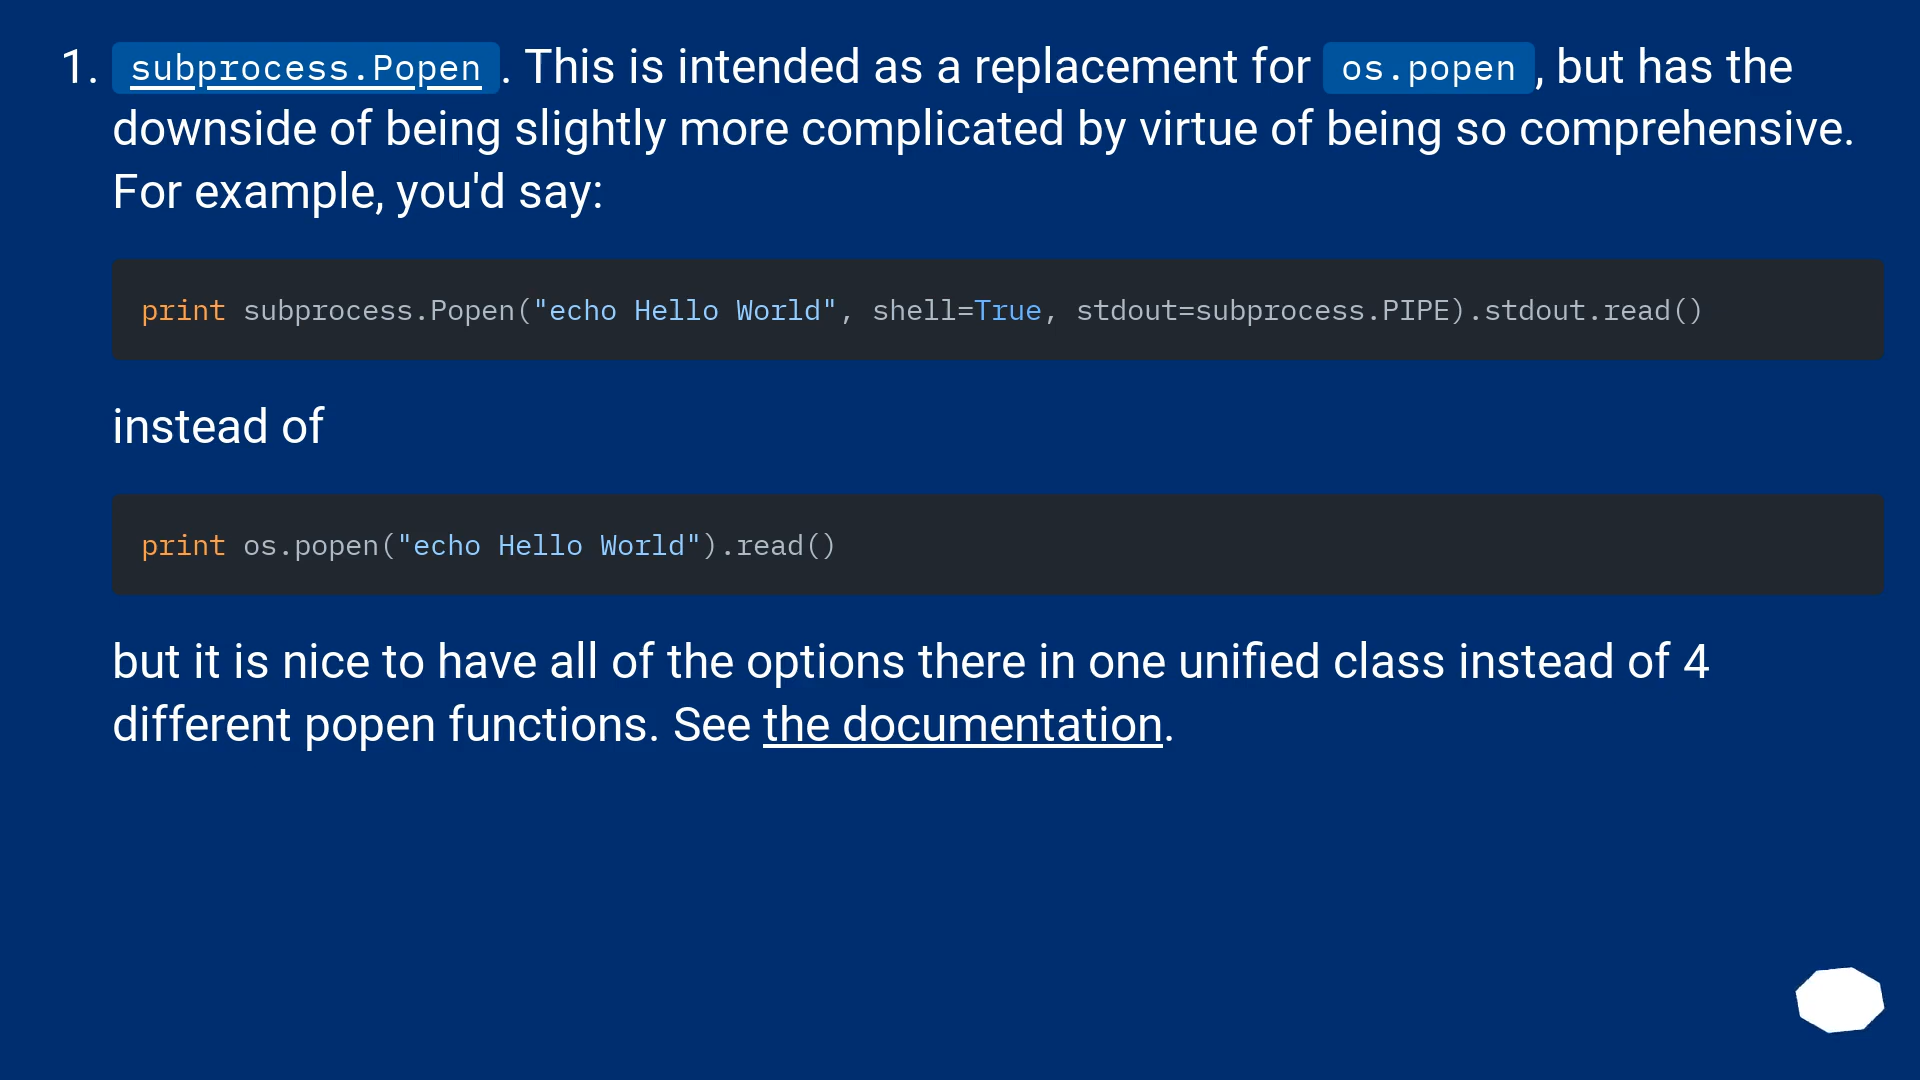 1. subprocess.Popen. This is intended as a replacement for os.popen, but has the
downside of being slightly more complicated by virtue of being so comprehensive.
For example, you'd say:
print subprocess.Popen("echo Hello World", shell=True, stdout=subprocess.PIPE).stdout.read()
instead of
print os.popen("echo Hello World").read()
but it is nice to have all of the options there in one unified class instead of 4
different popen functions. See the documentation.